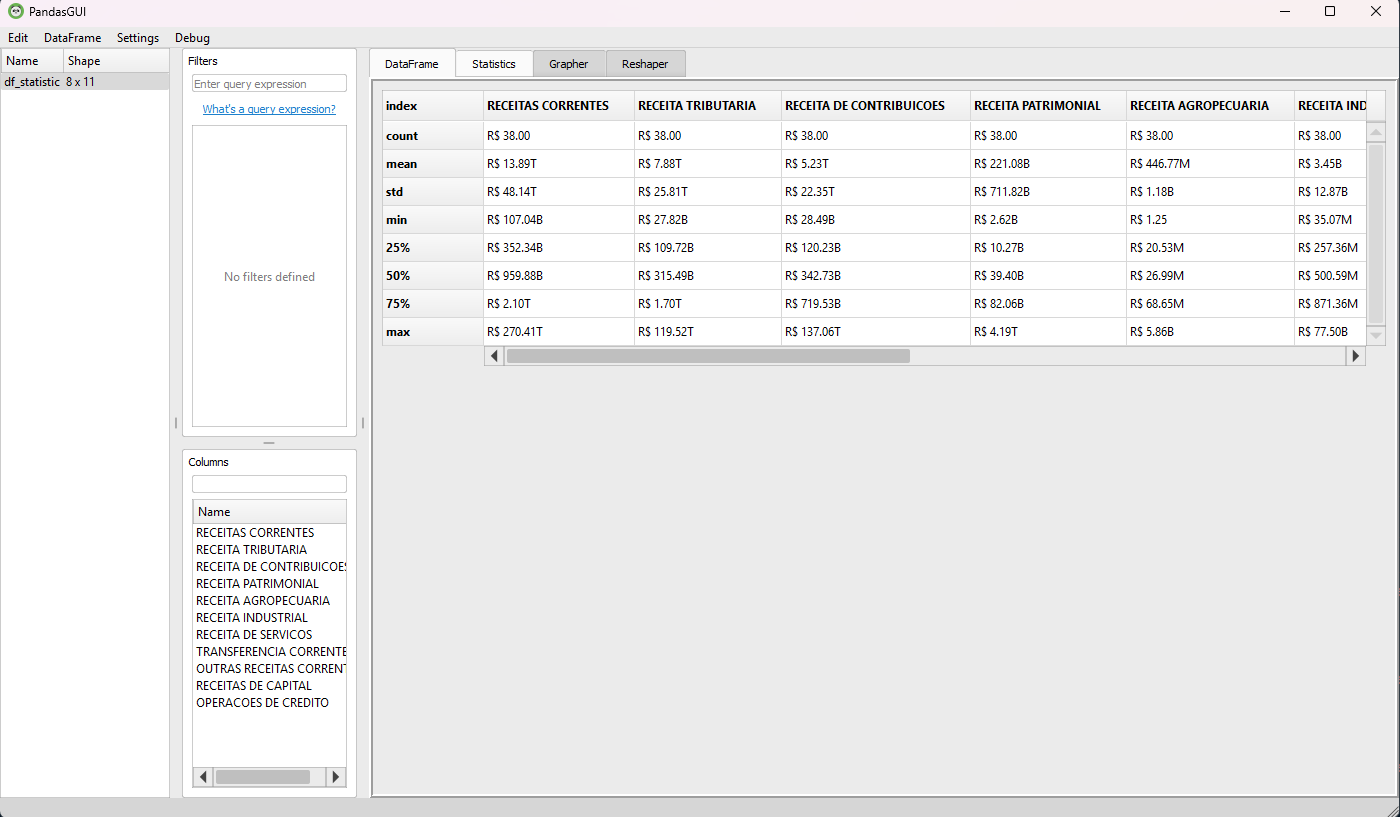 PandasGUI
Edit DataFrame Settings Debug
Name Shape
df_statistic 8 x 11
Filters
Enter query expression
What's a query expression?
No filters defined
Columns
Name
RECEITAS CORRENTES
RECEITA TRIBUTARIA
RECEITA DE CONTRIBUICOES
RECEITA PATRIMONIAL
RECEITA AGROPECUARIA
RECEITA INDUSTRIAL
RECEITA DE SERVICOS
TRANSFERENCIA CORRENTE
OUTRAS RECEITAS CORRENT
RECEITAS DE CAPITAL
OPERACOES DE CREDITO
DataFrame Statistics Grapher Reshaper
index RECEITAS CORRENTES RECEITA TRIBUTARIA RECEITA DE CONTRIBUICOES RECEITA PATRIMONIAL RECEITA AGROPECUARIA RECEITA IND
count R$ 38.00 R$ 38.00 R$ 38.00 R$ 38.00 R$ 38.00 R$ 38.00
mean R$ 13.89T R$ 7.88T R$ 5.23T R$ 221.08B R$ 446.77M R$ 3.45B
std R$ 48.14T R$ 25.81T R$ 22.35T R$ 711.82B R$ 1.18B R$ 12.87B
min R$ 107.04B R$ 27.82B R$ 28.49B R$ 2.62B R$ 1.25 R$ 35.07M
25% R$ 352.34B R$ 109.72B R$ 120.23B R$ 10.27B R$ 20.53M R$ 257.36M
50% R$ 959.88B R$ 315.49B R$ 342.73B R$ 39.40B R$ 26.99M R$ 500.59M
75% R$ 2.10T R$ 1.70T R$ 719.53B R$ 82.06B R$ 68.65M R$ 871.36M
max R$ 270.41T R$ 119.52T R$ 137.06T R$ 4.19T R$ 5.86B R$ 77.50B